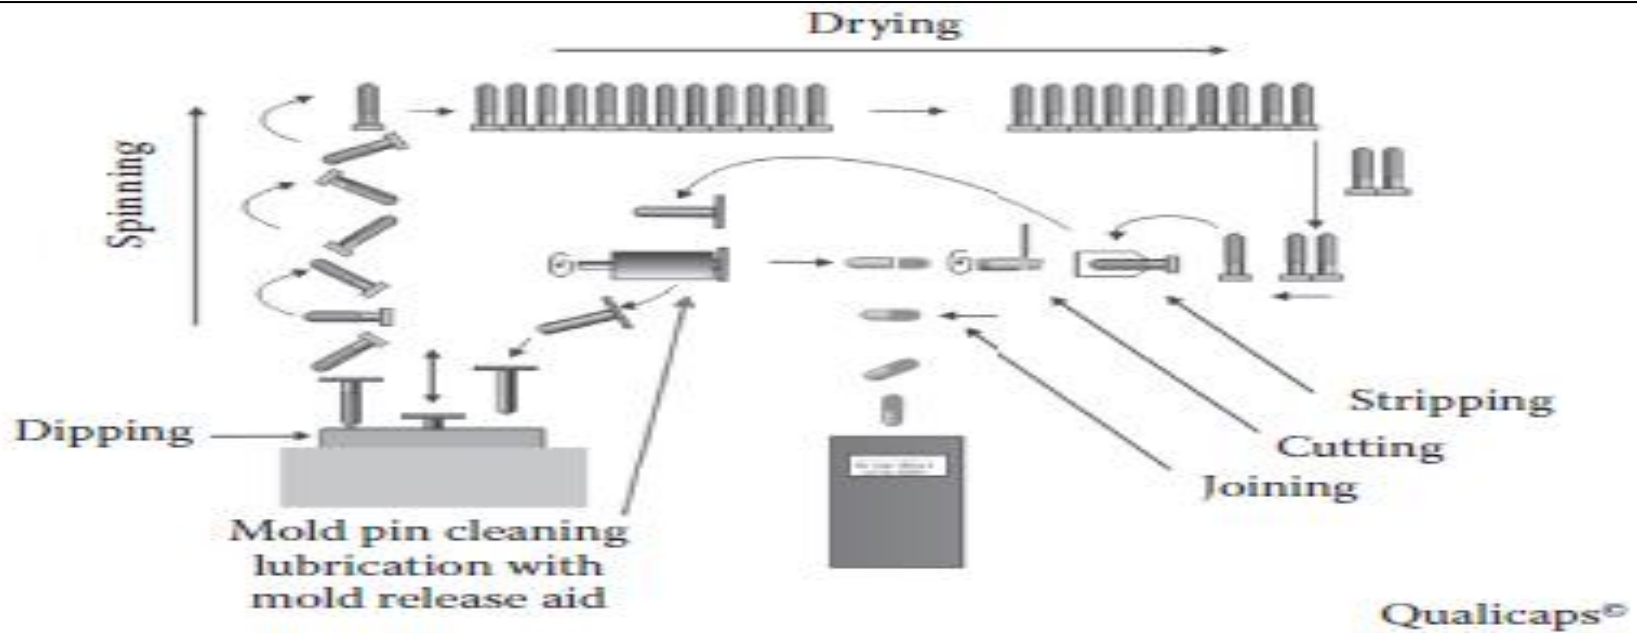 Drying
Spinning
Dipping
Stripping
Cutting
Joining
Mold pin cleaning
lubrication with
mold release aid
Qualicaps©